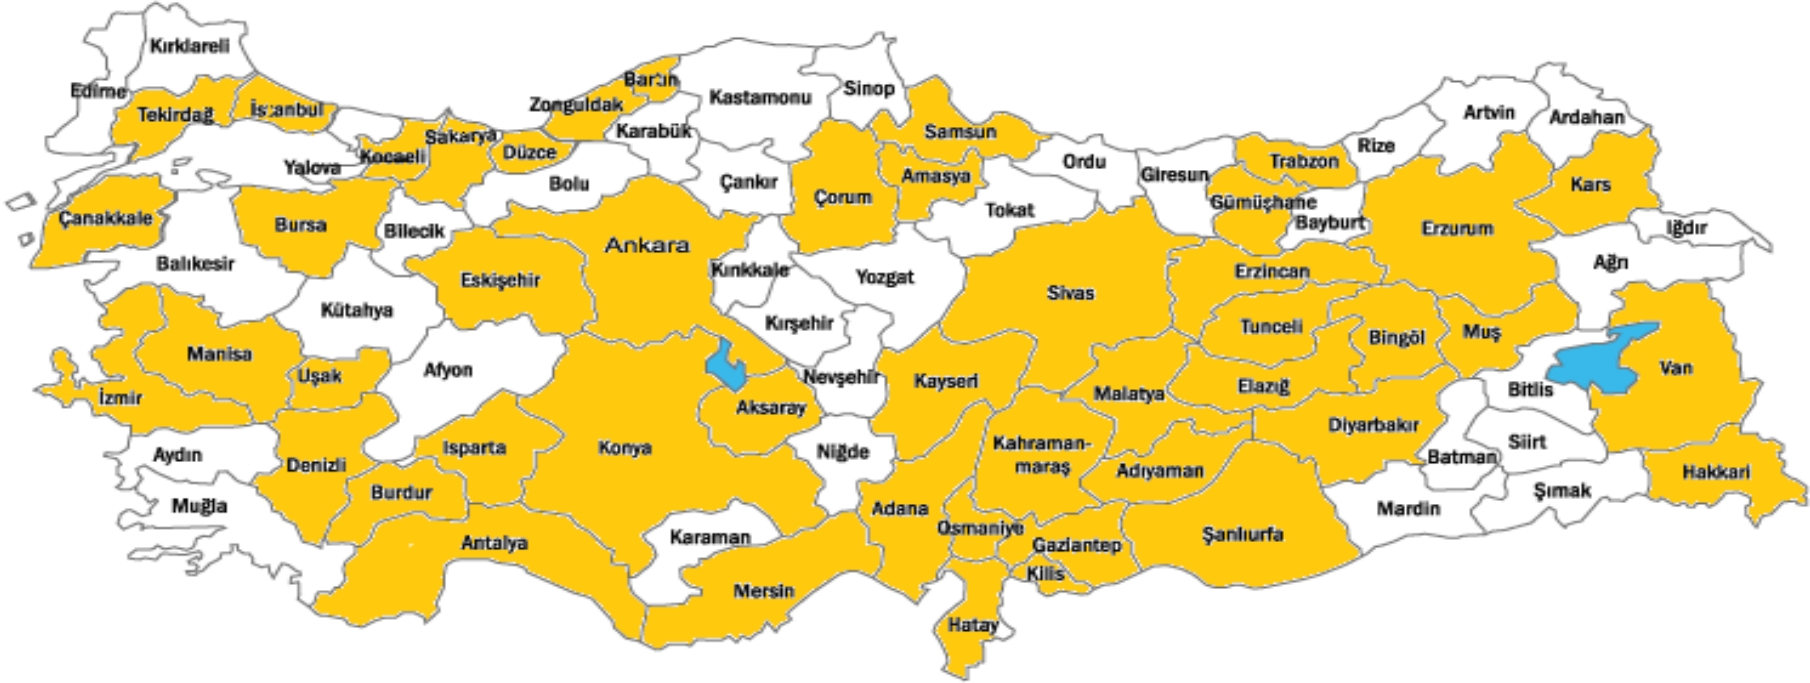 Kırklareli
Edime
Tekirdağ
İstanbul
Yalova
Kocaeli
Sakarya
Düzce
Zonguldak
Bartın
Karabük
Kastamonu
Sinop
Samsun
Amasya
Çorum
Çankır
Bolu
Ordu
Tokat
Giresun
Trabzon
Gümüşhane
Bayburt
Rize
Artvin
Ardahan
Kars
Erzurum
Iğdır
Ağrı
Çanakkale
Balıkesir
Bursa
Bilecik
Eskişehir
Kütahya
Ankara
Kırıkkale
Kırşehir
Yozgat
Sivas
Erzincan
Tunceli
Bingöl
Muş
Bitlis
Van
Manisa
İzmir
Uşak
Afyon
Nevşehir
Aksaray
Kayseri
Malatya
Elazığ
Diyarbakır
Batman
Siirt
Şırnak
Hakkari
Aydın
Muğla
Denizli
Burdur
Isparta
Konya
Niğde
Antalya
Karaman
Mersin
Adana
Kahraman-
maraş
Adıyaman
Osmaniye
Gaziantep
Kilis
Hatay
Şanlıurfa
Mardin